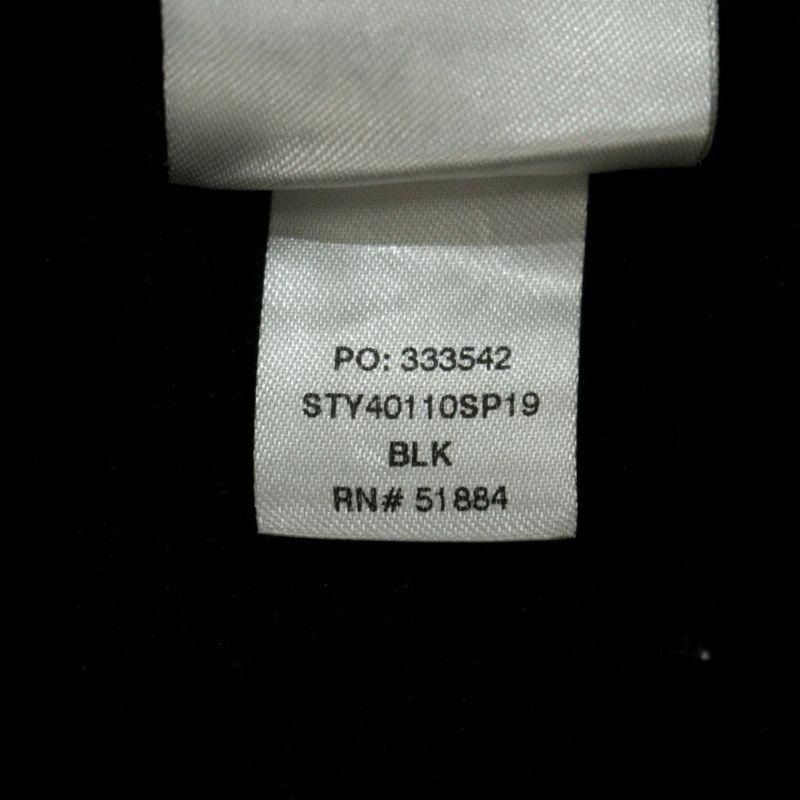 PO: 333542
STY40110SP19
BLK
RN# 51884